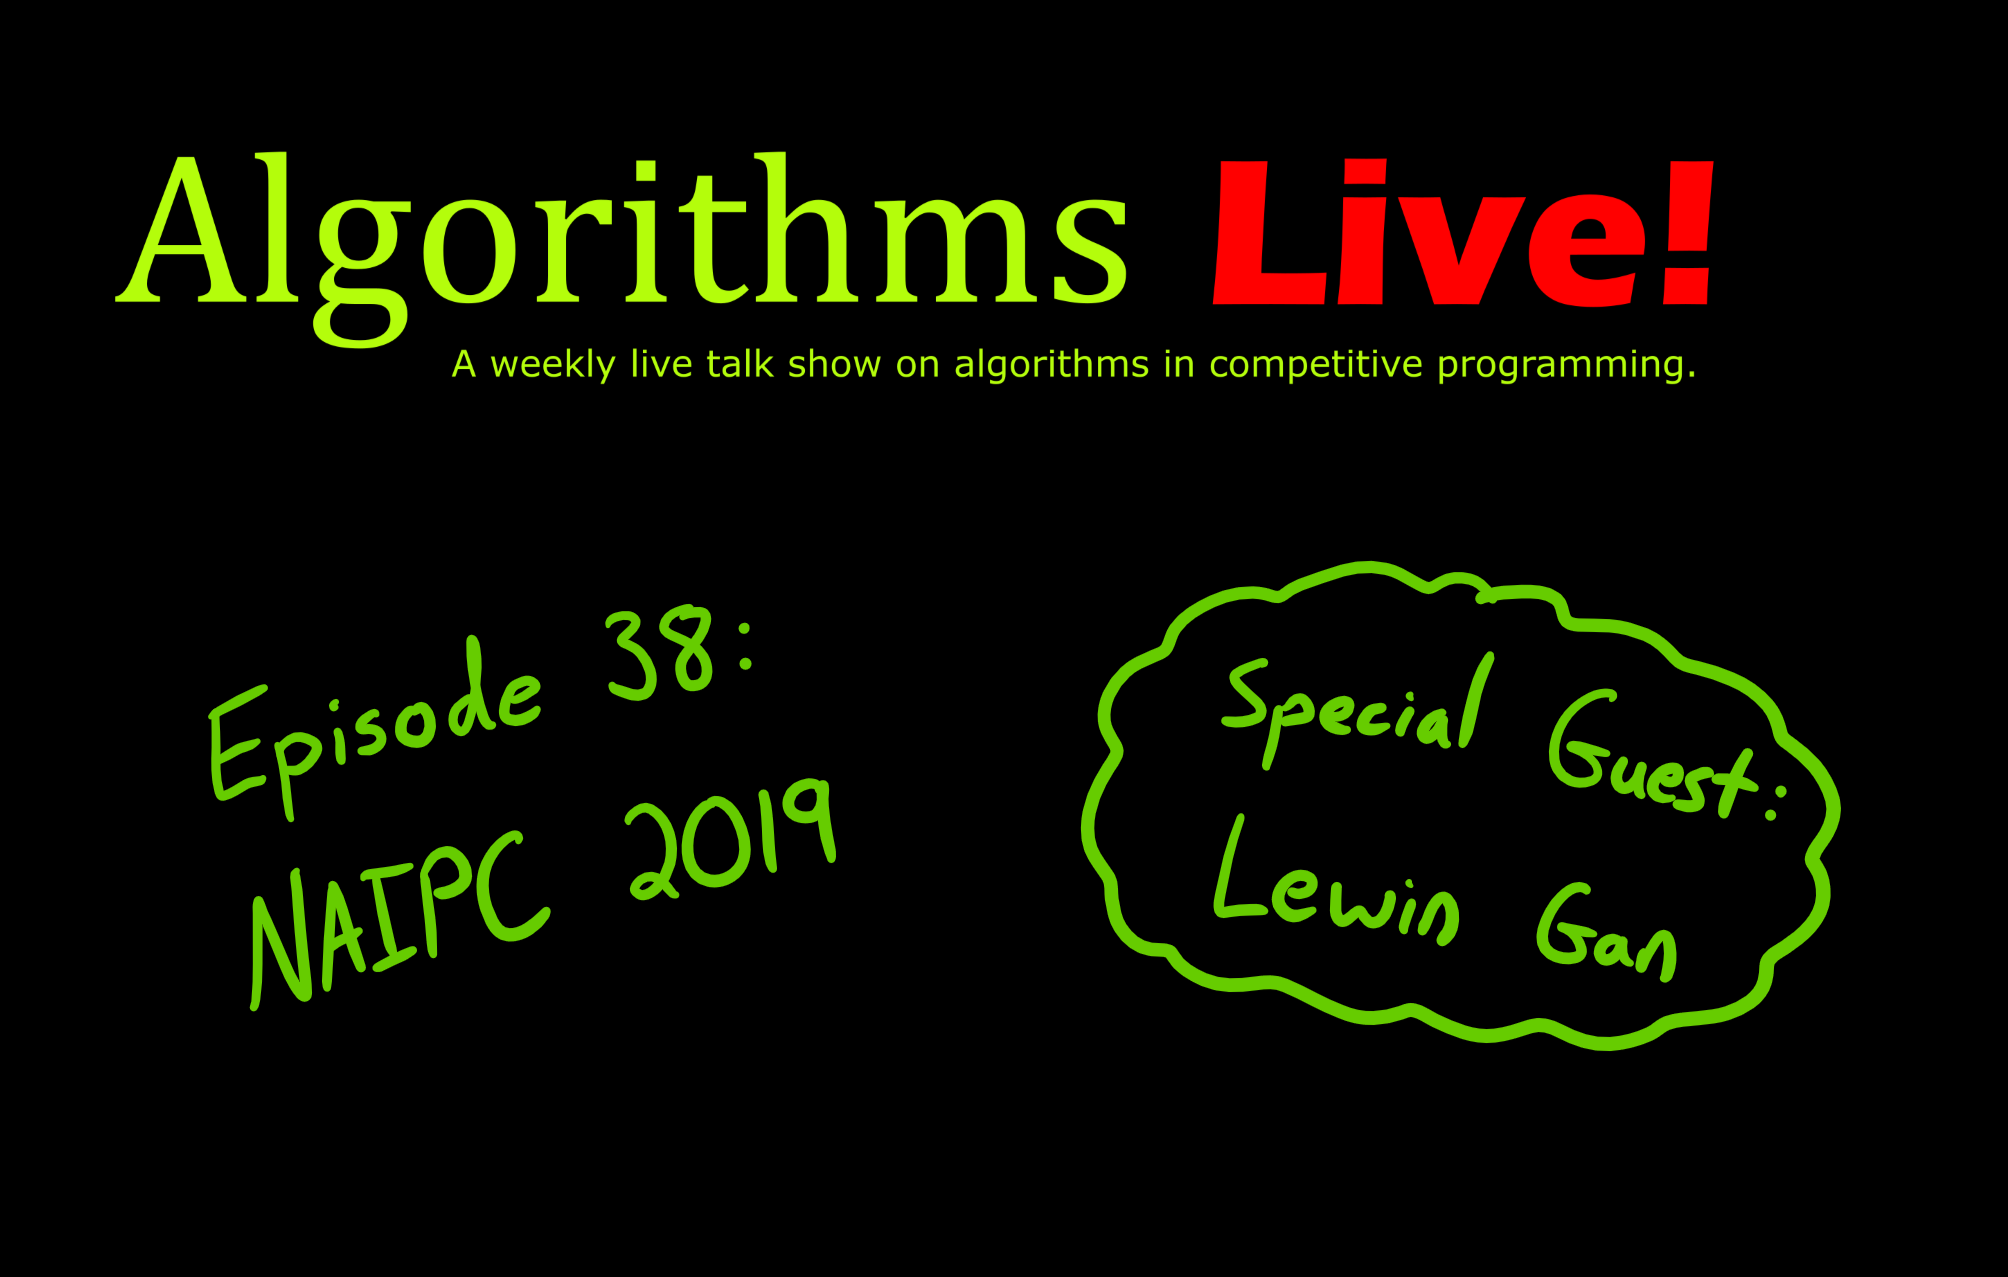 Algorithms Live!
A weekly live talk show on algorithms in competitive programming.
Episode 38:
NAIPC 2019
Special Guest:
Lewin Gan